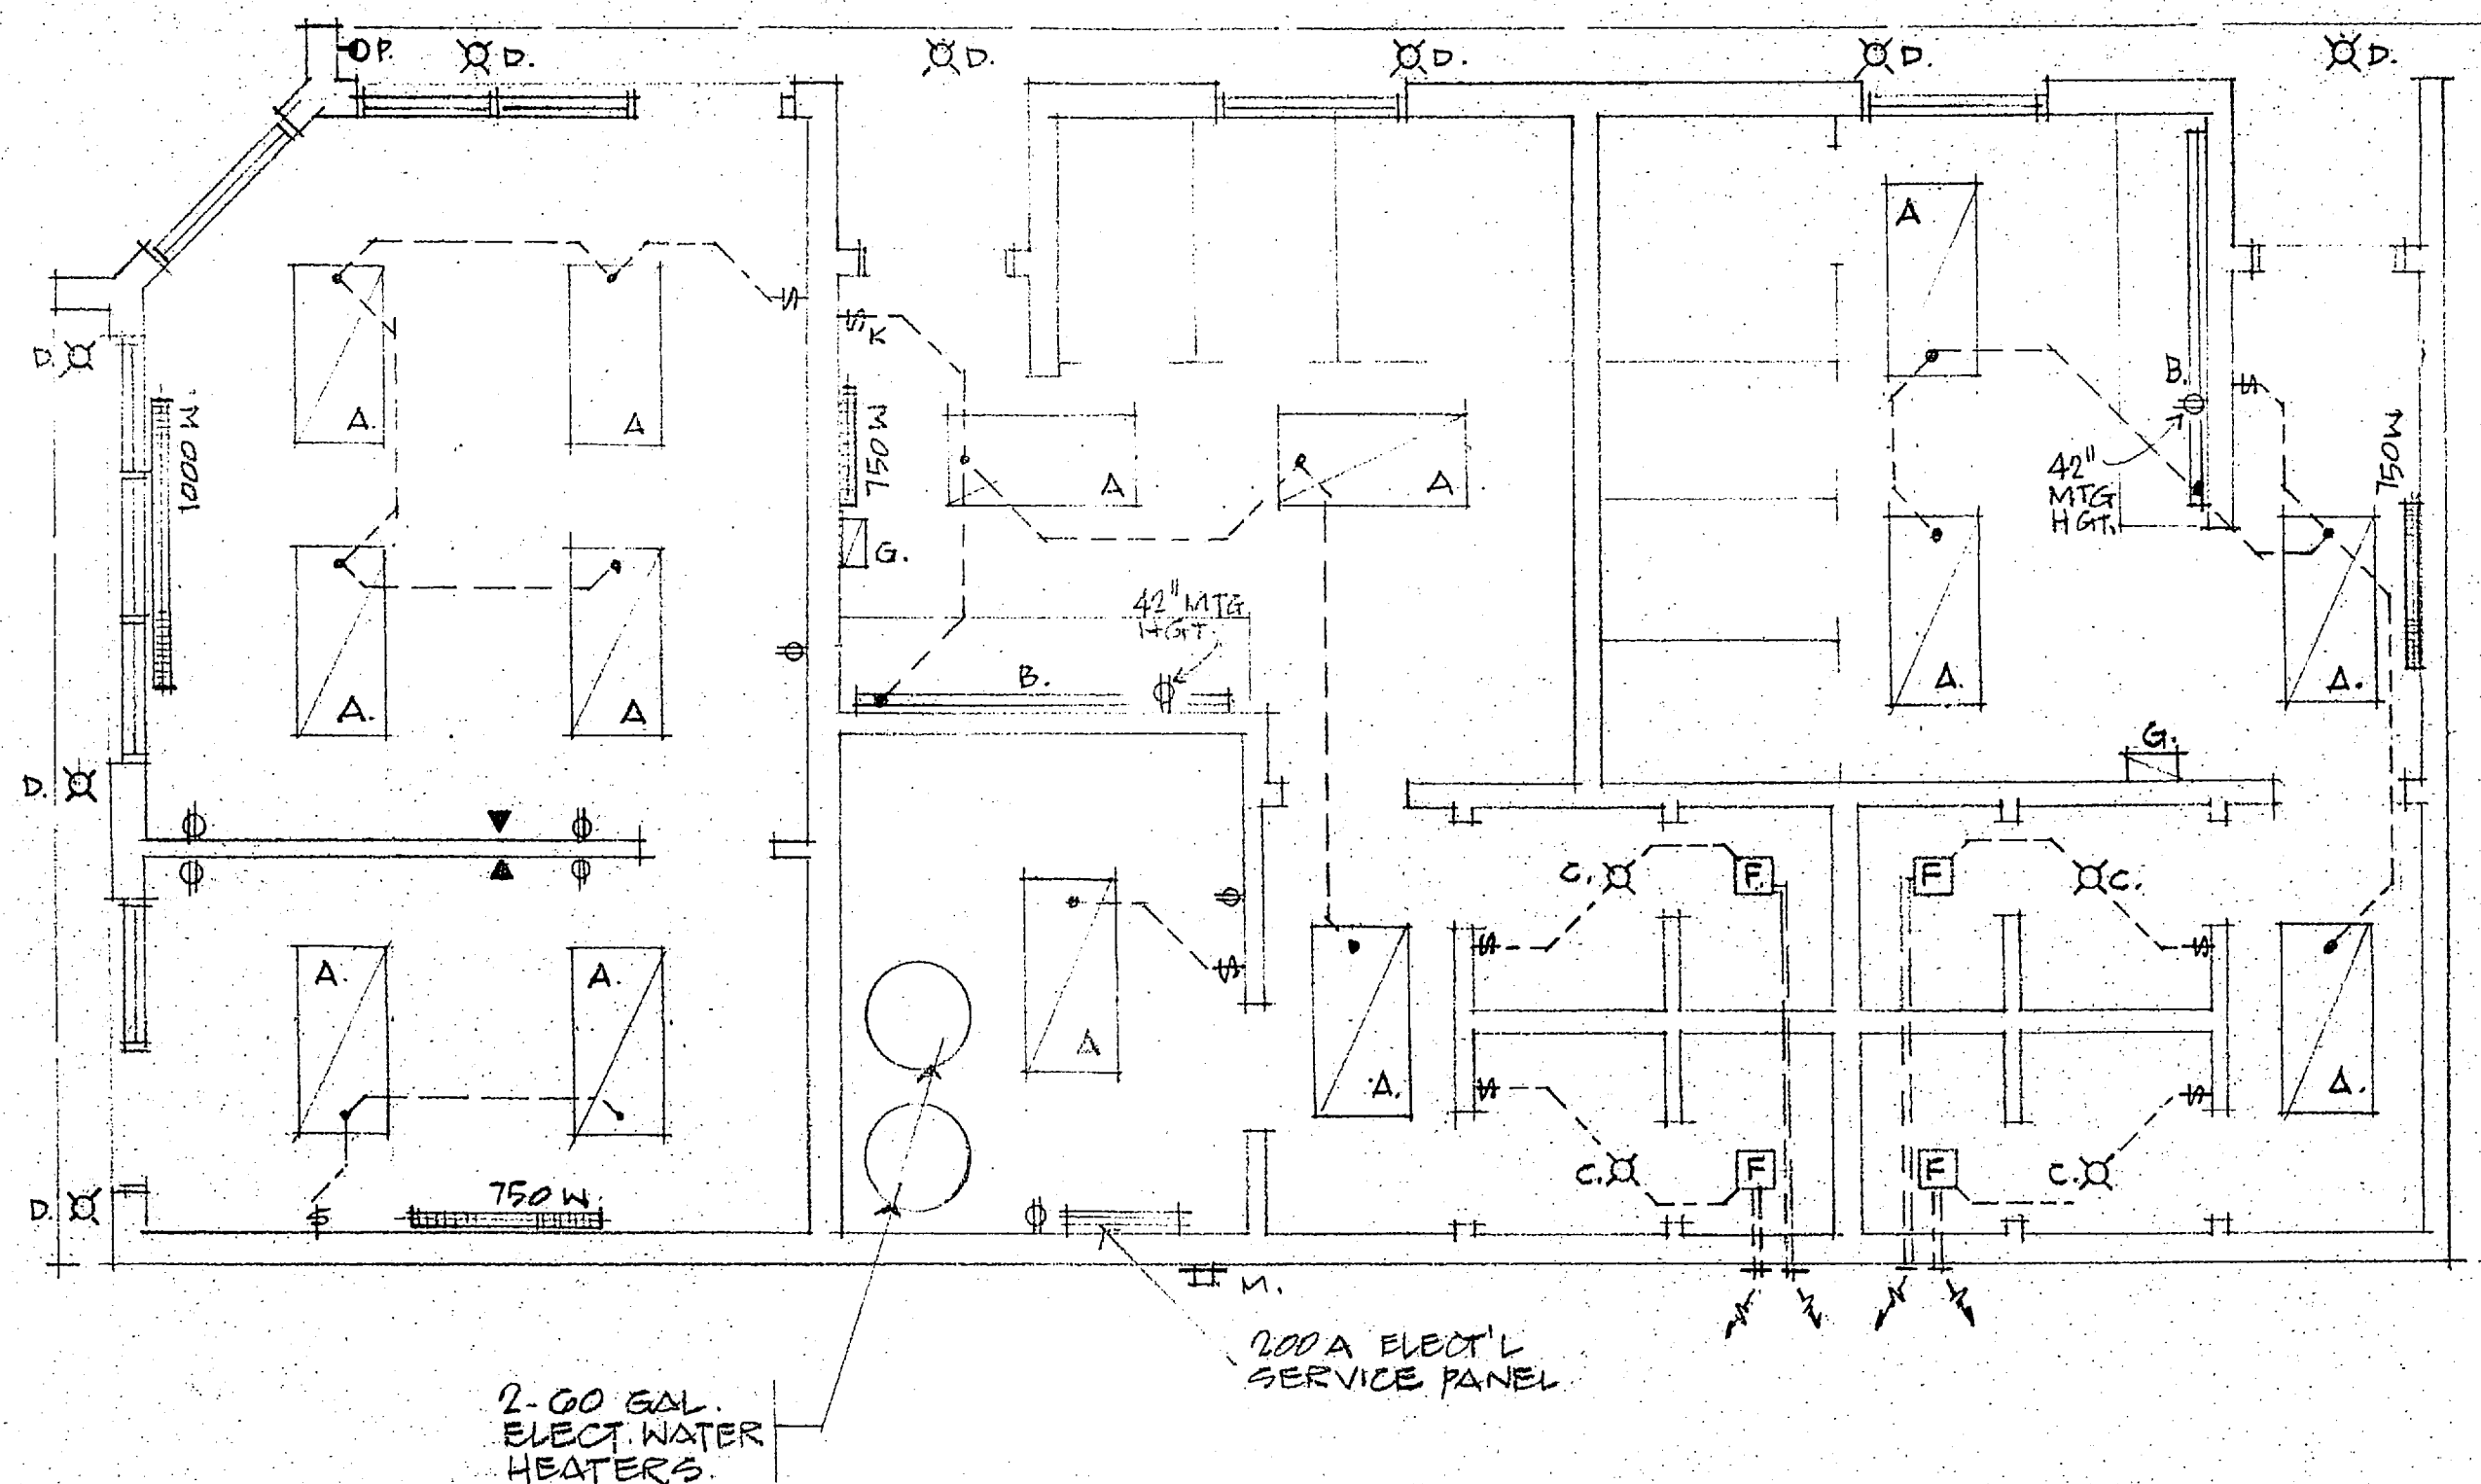 P.
D.
D.
D.
D.
D.
A
D.
K
B.
1000 W.
750 W
A.
A
A
A
42"
MTG
HGT.
750W
G.
42" MTG
HGT.
B.
A.
A
A.
A.
G.
D.
C.
F.
F
C.
A.
A.
A
A.
A.
C.
F
F
C.
D.
750 W
S
M.
200 A ELECT'L
SERVICE PANEL
2-60 GAL.
ELECT. WATER
HEATERS.